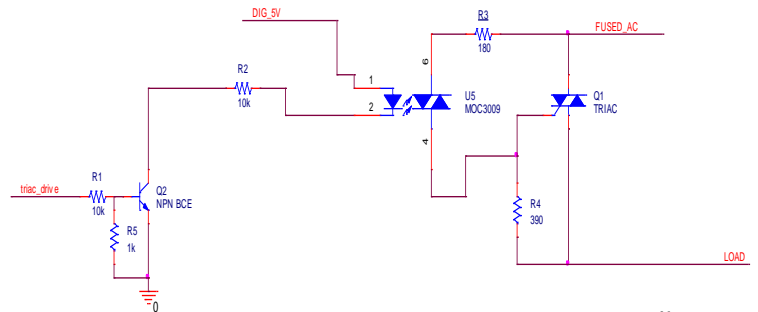 DIG_5V
R3
180
FUSED_AC
6
R2
10k
1
2
U5
MOC3009
Q1
TRIAC
4
R1
10k
triac_drive
Q2
NPN BCE
R5
1k
R4
390
LOAD
0